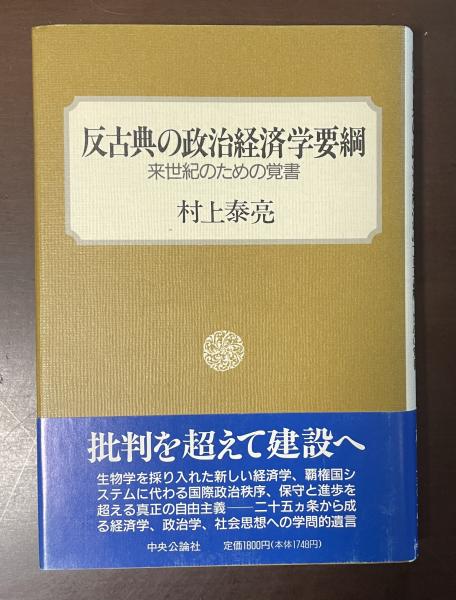 反古典の政治経済学要綱
来世紀のための覚書
村上泰亮
批判を超えて建設へ
生物学を採り入れた新しい経済学、覇権国シ
ステムに代わる国際政治秩序、保守と進歩を
超える真正の自由主義――二十五ヵ条から成
る経済学、政治学、社会思想への学問的遺言
中央公論社 定価1800円(本体1748円)